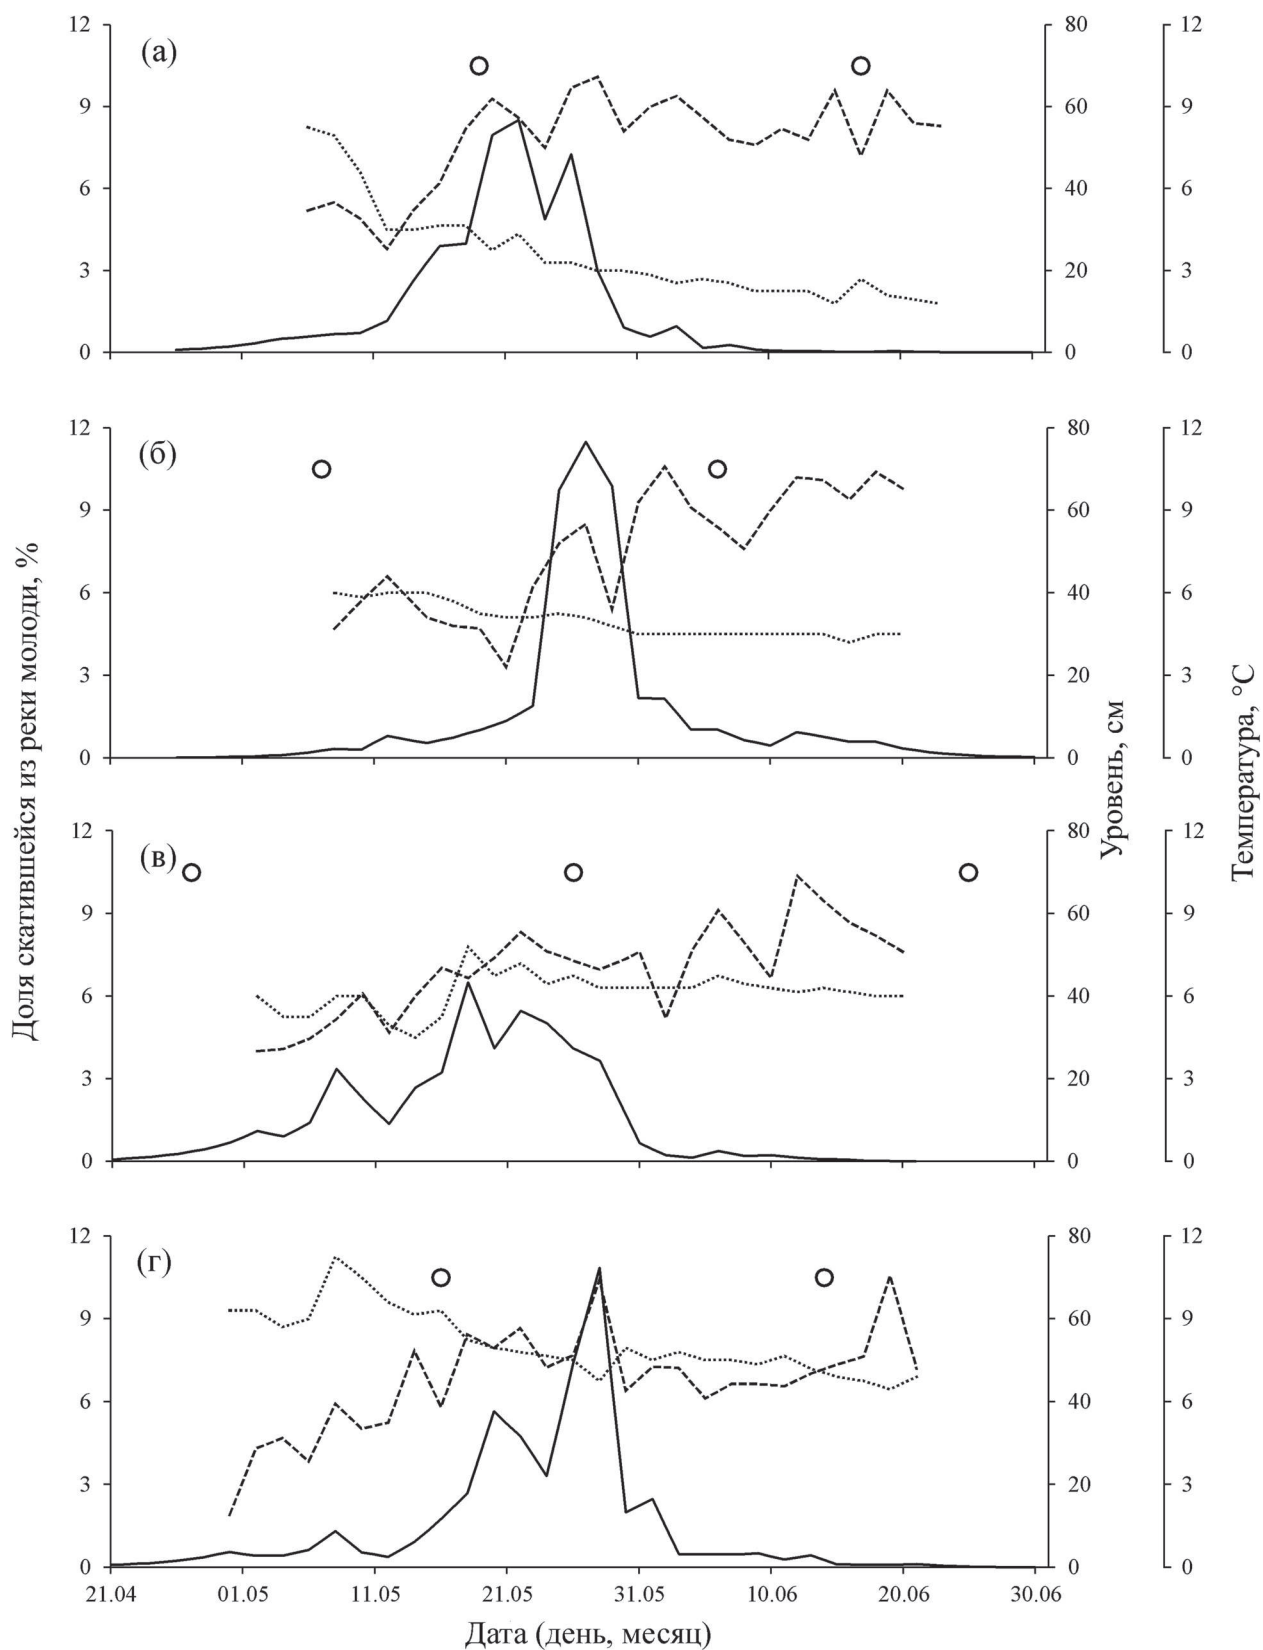 12 80 12
(а)
9 60 9
6 40 6
3 20 3
0 0 0
12 80 12
(б)
9 60 9
6 40 6
3 20 3
0 0 0
Доля скатившейся из реки молоди, %
Уровень, см
Температура, °C
12 80 12
(в)
9 60 9
6 40 6
3 20 3
0 0 0
12 80 12
(г)
9 60 9
6 40 6
3 20 3
0 0 0
21.04 01.05 11.05 21.05 31.05 10.06 20.06 30.06
Дата (день, месяц)